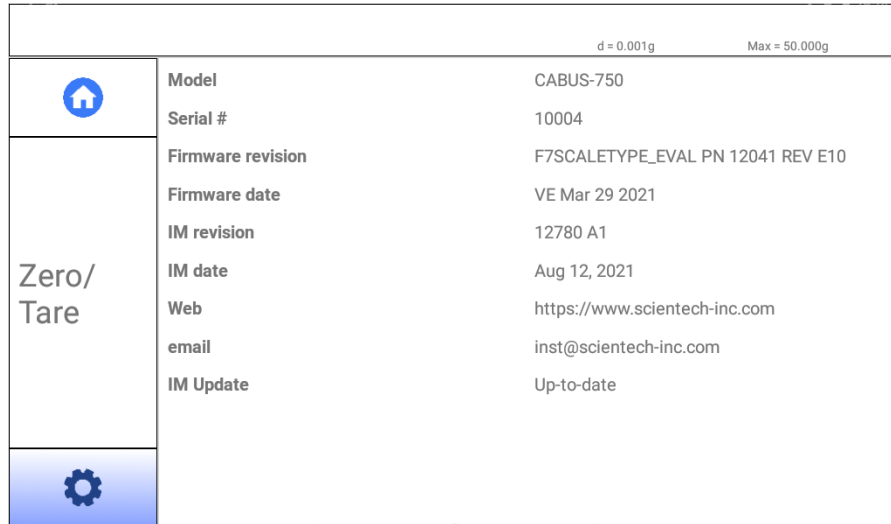 d = 0.001g Max = 50.000g
Model CABUS-750
Serial # 10004
Firmware revision F7SCALETYPE_EVAL PN 12041 REV E10
Firmware date VE Mar 29 2021
IM revision 12780 A1
IM date Aug 12, 2021
Web https://www.scientech-inc.com
email inst@scientech-inc.com
IM Update Up-to-date
Zero/
Tare